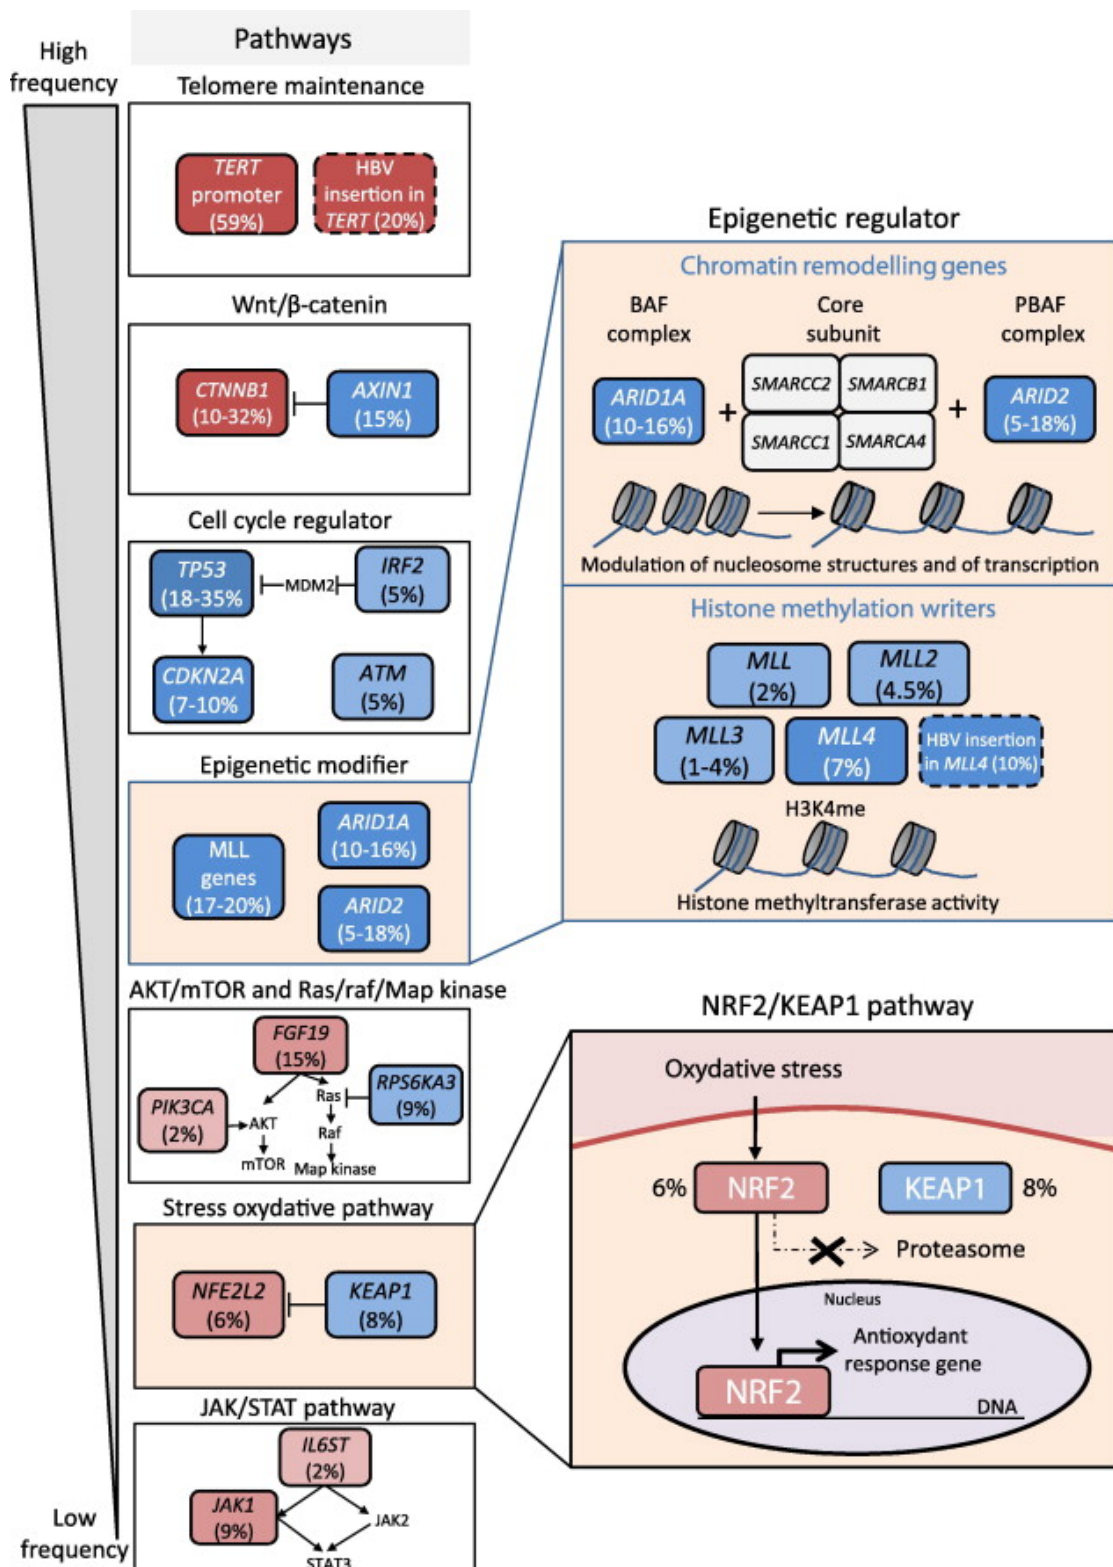 Pathways
High
frequency
Telomere maintenance
TERT
promoter
(59%)
HBV
insertion in
TERT (20%)
Wnt/β-catenin
CTNNB1
(10-32%)
AXIN1
(15%)
Cell cycle regulator
TP53
(18-35%
MDM2
IRF2
(5%)
CDKN2A
(7-10%
ATM
(5%)
Epigenetic modifier
MLL
genes
(17-20%)
ARID1A
(10-16%)
ARID2
(5-18%)
AKT/mTOR and Ras/raf/Map kinase
FGF19
(15%)
PIK3CA
(2%)
AKT
mTOR
Ras
Raf
Map kinase
RPS6KA3
(9%)
Stress oxydative pathway
NFE2L2
(6%)
KEAP1
(8%)
JAK/STAT pathway
IL6ST
(2%)
JAK1
(9%)
JAK2
STAT3
Low
frequency
Epigenetic regulator
Chromatin remodelling genes
BAF
complex
Core
subunit
PBAF
complex
ARID1A
(10-16%)
+
SMARCC2
SMARCB1
SMARCC1
SMARCA4
+
ARID2
(5-18%)
Modulation of nucleosome structures and of transcription
Histone methylation writers
MLL
(2%)
MLL2
(4.5%)
MLL3
(1-4%)
MLL4
(7%)
HBV insertion
in MLL4 (10%)
H3K4me
Histone methyltransferase activity
NRF2/KEAP1 pathway
Oxydative stress
6%
NRF2
KEAP1
8%
Proteasome
Nucleus
Antioxydant
response gene
NRF2
DNA